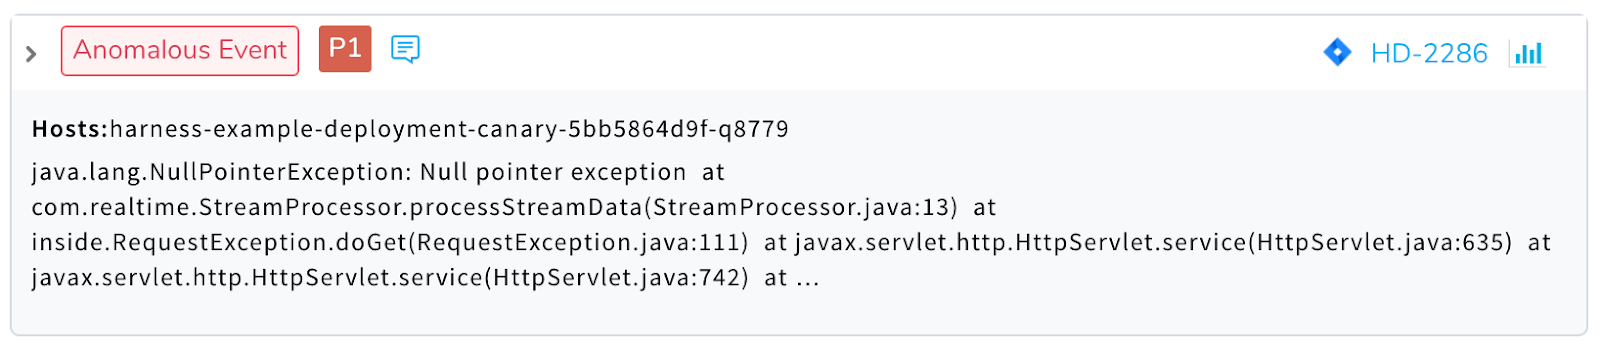 Anomalous Event P1 HD-2286
Hosts:harness-example-deployment-canary-5bb5864d9f-q8779
java.lang.NullPointerException: Null pointer exception  at
com.realtime.StreamProcessor.processStreamData(StreamProcessor.java:13)  at
inside.RequestException.doGet(RequestException.java:111)  at javax.servlet.http.HttpServlet.service(HttpServlet.java:635)  at
javax.servlet.http.HttpServlet.service(HttpServlet.java:742)  at ...